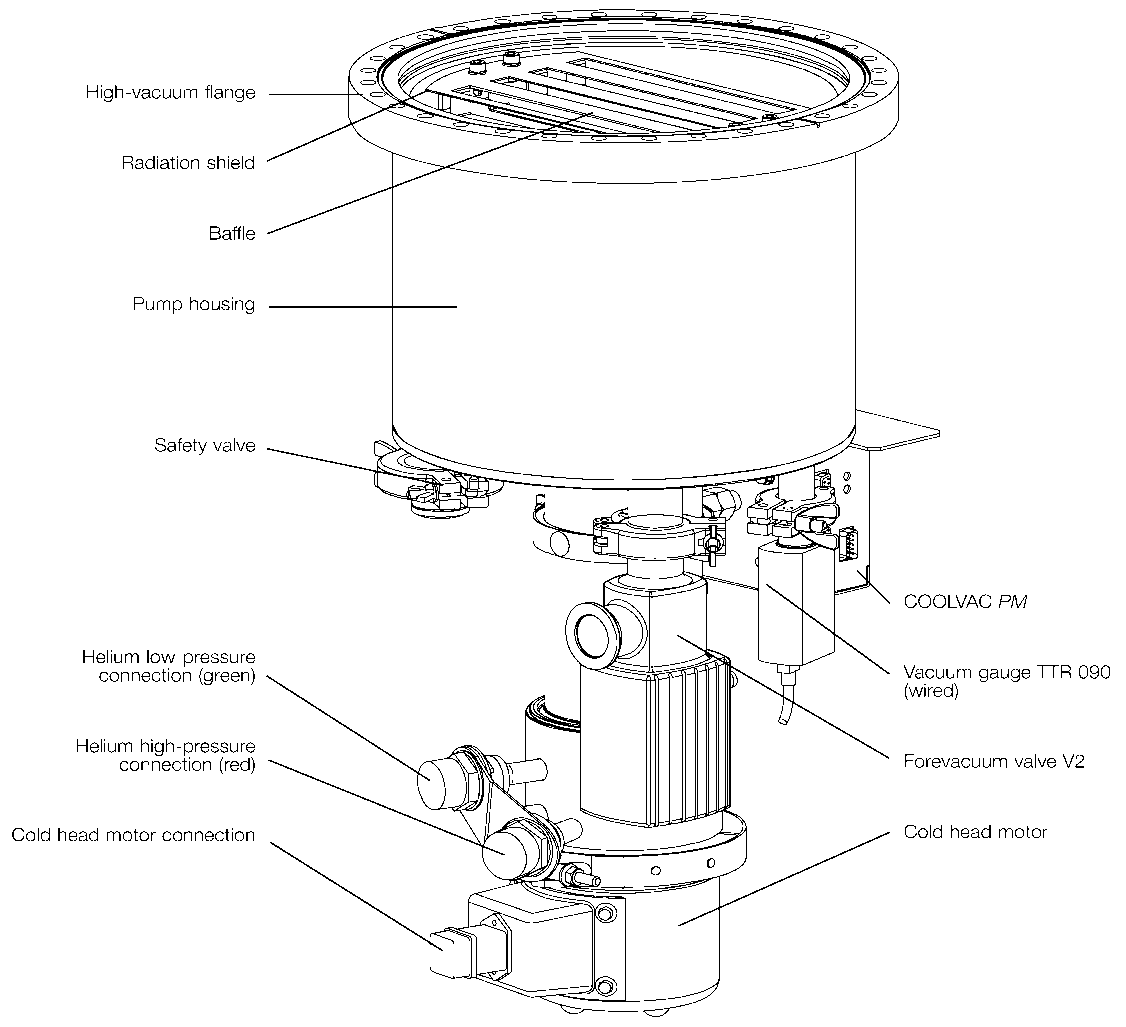 High-vacuum flange
Radiation shield
Baffle
Pump housing
Safety valve
Helium low pressure
connection (green)
Helium high-pressure
connection (red)
Cold head motor connection
COOLVAC PM
Vacuum gauge TTR 090
(wired)
Forevacuum valve V2
Cold head motor